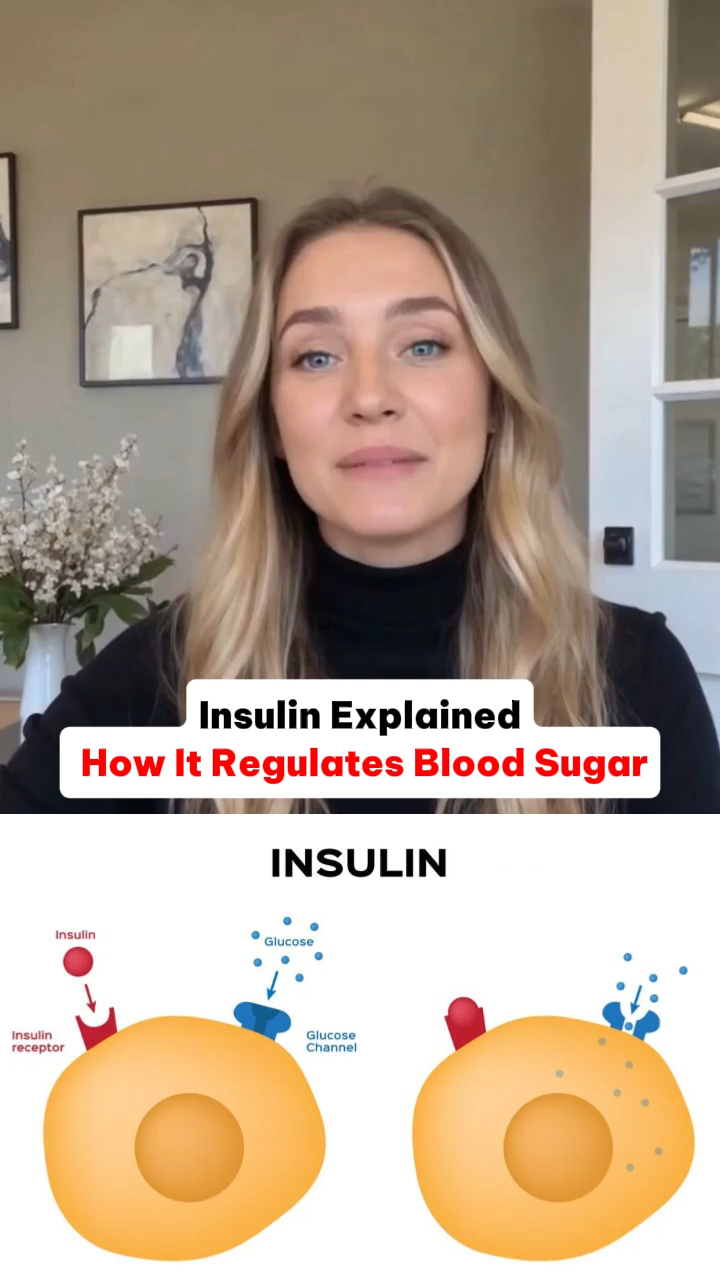 Insulin Explained
How It Regulates Blood Sugar
INSULIN
Insulin
Glucose
Insulin
receptor
Glucose
Channel